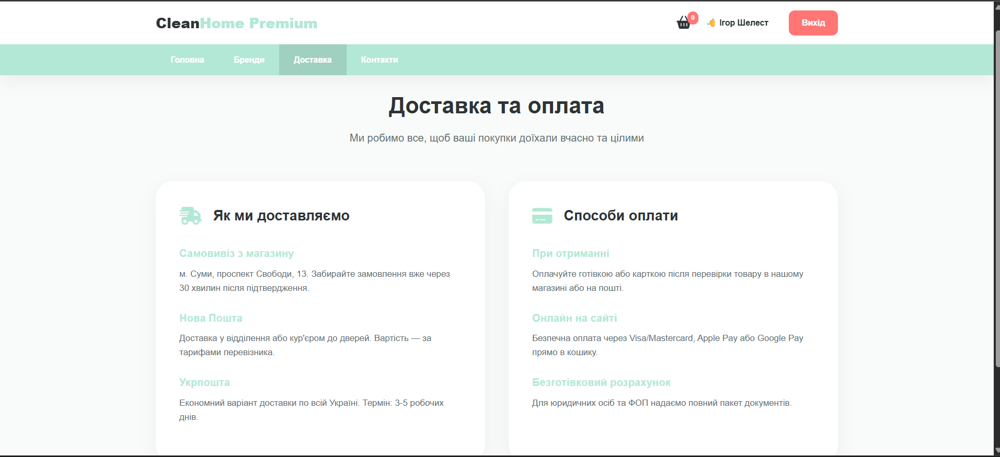 CleanHome Premium
0
Ігор Шелест
Вихід
Головна
Бренди
Доставка
Контакти
Доставка та оплата
Ми робимо все, щоб ваші покупки доїхали вчасно та цілими
Як ми доставляємо
Самовивіз з магазину
м. Суми, проспект Свободи, 13. Забирайте замовлення вже через
30 хвилин після підтвердження.
Нова Пошта
Доставка у відділення або кур'єром до дверей. Вартість — за
тарифами перевізника.
Укрпошта
Економний варіант доставки по всій Україні. Термін: 3-5 робочих
днів.
Способи оплати
При отриманні
Оплачуйте готівкою або карткою після перевірки товару в нашому
магазині або на пошті.
Онлайн на сайті
Безпечна оплата через Visa/Mastercard, Apple Pay або Google Pay
прямо в кошику.
Безготівковий розрахунок
Для юридичних осіб та ФОП надаємо повний пакет документів.